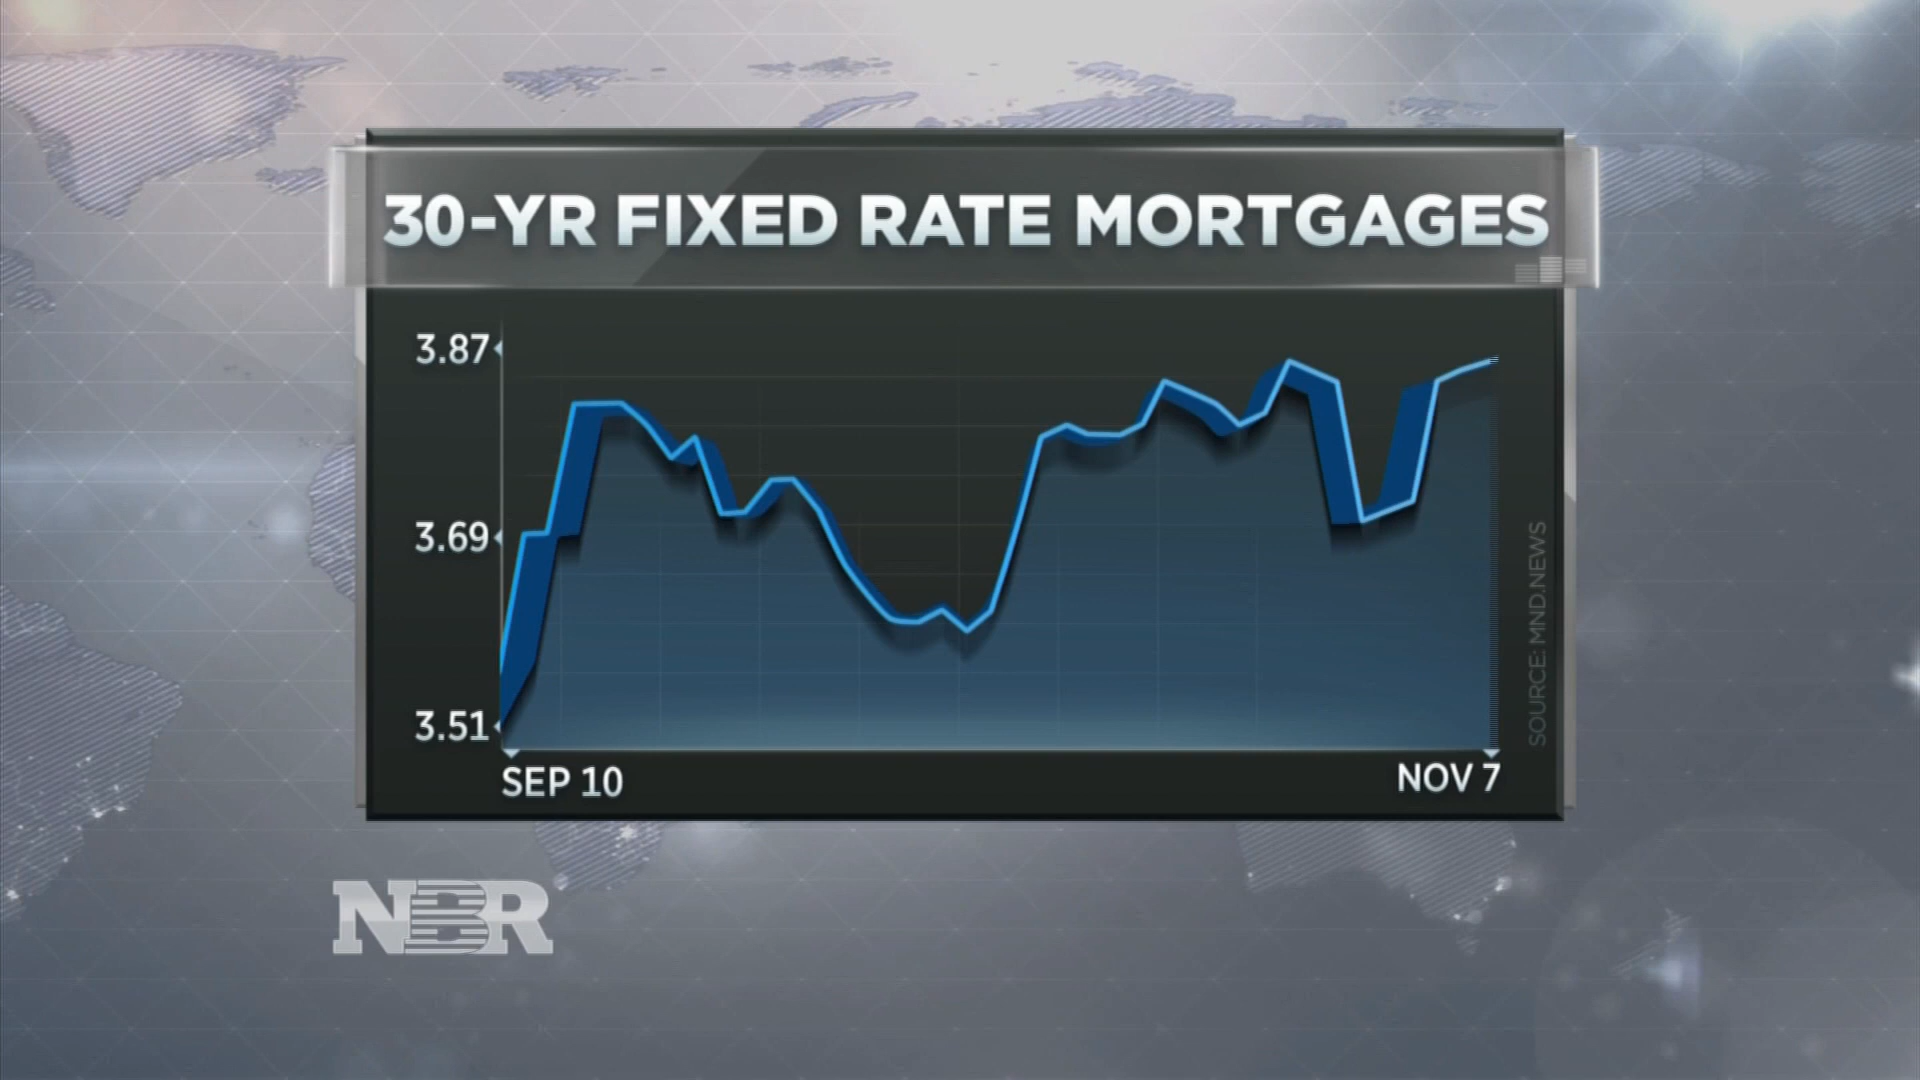 30-YR FIXED RATE MORTGAGES
3.87
3.69
3.51
SEP 10
NOV 7
SOURCE: MND.NEWS
NBR